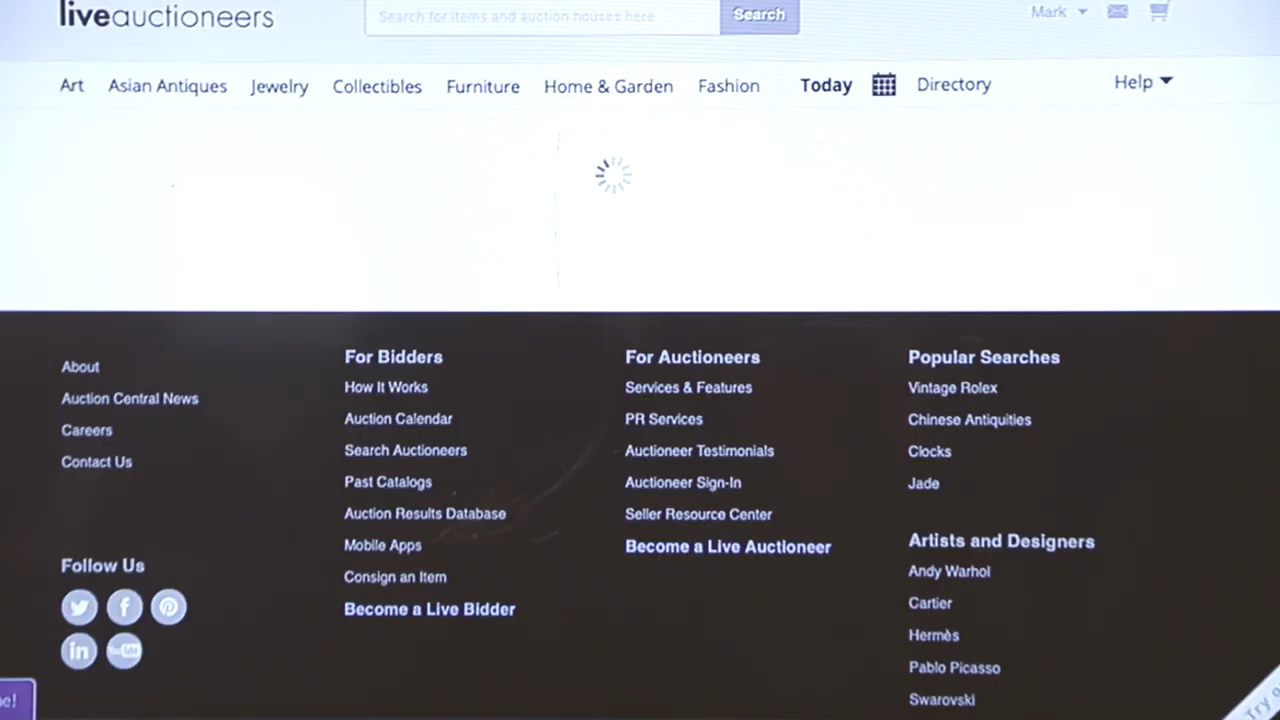 liveauctioneers
Search for items and auction houses here
Search
Mark
Art Asian Antiques Jewelry Collectibles Furniture Home & Garden Fashion Today Directory Help
About
Auction Central News
Careers
Contact Us
Follow Us
in
For Bidders
How It Works
Auction Calendar
Search Auctioneers
Past Catalogs
Auction Results Database
Mobile Apps
Consign an Item
Become a Live Bidder
For Auctioneers
Services & Features
PR Services
Auctioneer Testimonials
Auctioneer Sign-In
Seller Resource Center
Become a Live Auctioneer
Popular Searches
Vintage Rolex
Chinese Antiquities
Clocks
Jade
Artists and Designers
Andy Warhol
Cartier
Hermès
Pablo Picasso
Swarovski
Try